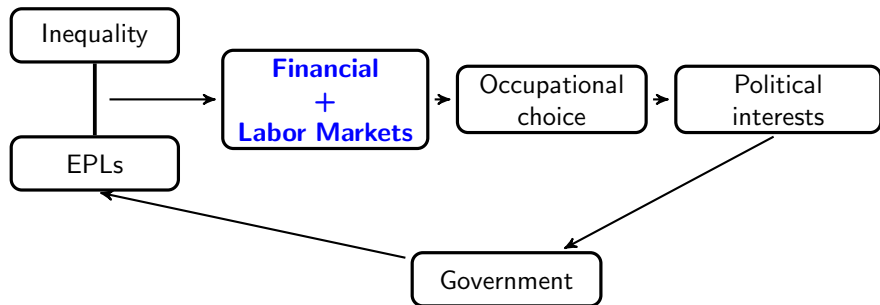 Inequality
Financial
+
Labor Markets
Occupational
choice
Political
interests
EPLs
Government